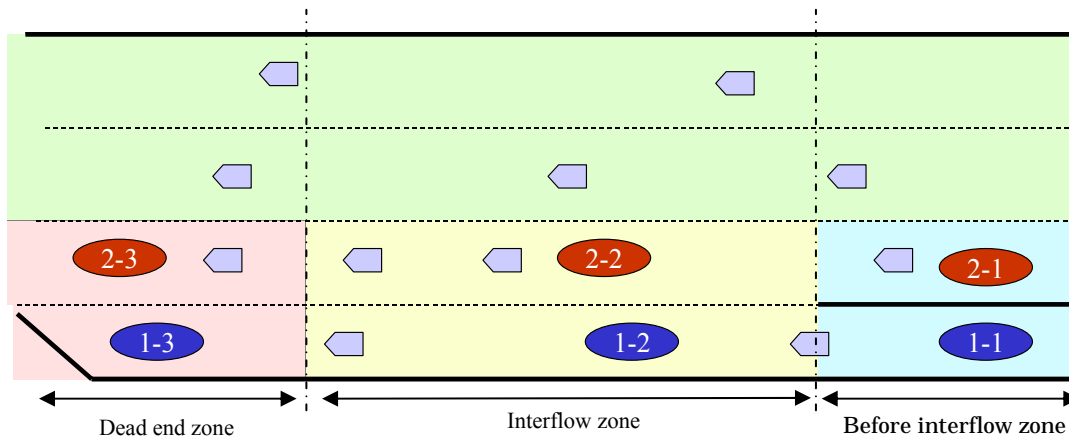 2-3
2-2
2-1
1-3
1-2
1-1
Dead end zone
Interflow zone
Before interflow zone